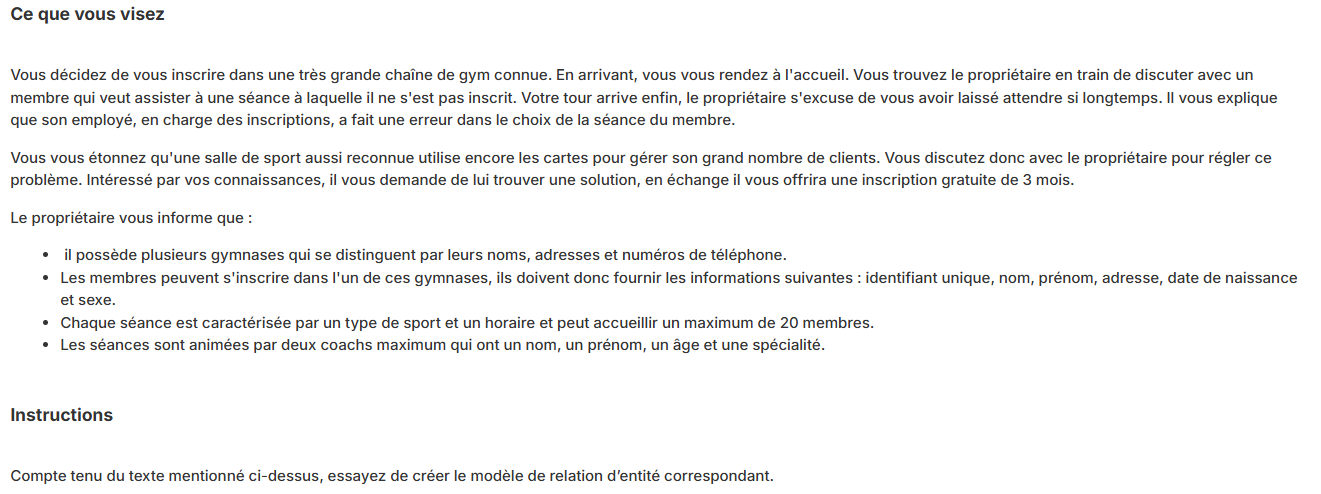 Ce que vous visez
Vous décidez de vous inscrire dans une très grande chaîne de gym connue. En arrivant, vous vous rendez à l'accueil. Vous trouvez le propriétaire en train de discuter avec un
membre qui veut assister à une séance à laquelle il ne s'est pas inscrit. Votre tour arrive enfin, le propriétaire s'excuse de vous avoir laissé attendre si longtemps. Il vous explique
que son employé, en charge des inscriptions, a fait une erreur dans le choix de la séance du membre.
Vous vous étonnez qu'une salle de sport aussi reconnue utilise encore les cartes pour gérer son grand nombre de clients. Vous discutez donc avec le propriétaire pour régler ce
problème. Intéressé par vos connaissances, il vous demande de lui trouver une solution, en échange il vous offrira une inscription gratuite de 3 mois.
Le propriétaire vous informe que :
• il possède plusieurs gymnases qui se distinguent par leurs noms, adresses et numéros de téléphone.
• Les membres peuvent s'inscrire dans l'un de ces gymnases, ils doivent donc fournir les informations suivantes : identifiant unique, nom, prénom, adresse, date de naissance
et sexe.
• Chaque séance est caractérisée par un type de sport et un horaire et peut accueillir un maximum de 20 membres.
• Les séances sont animées par deux coachs maximum qui ont un nom, un prénom, un âge et une spécialité.
Instructions
Compte tenu du texte mentionné ci-dessus, essayez de créer le modèle de relation d’entité correspondant.